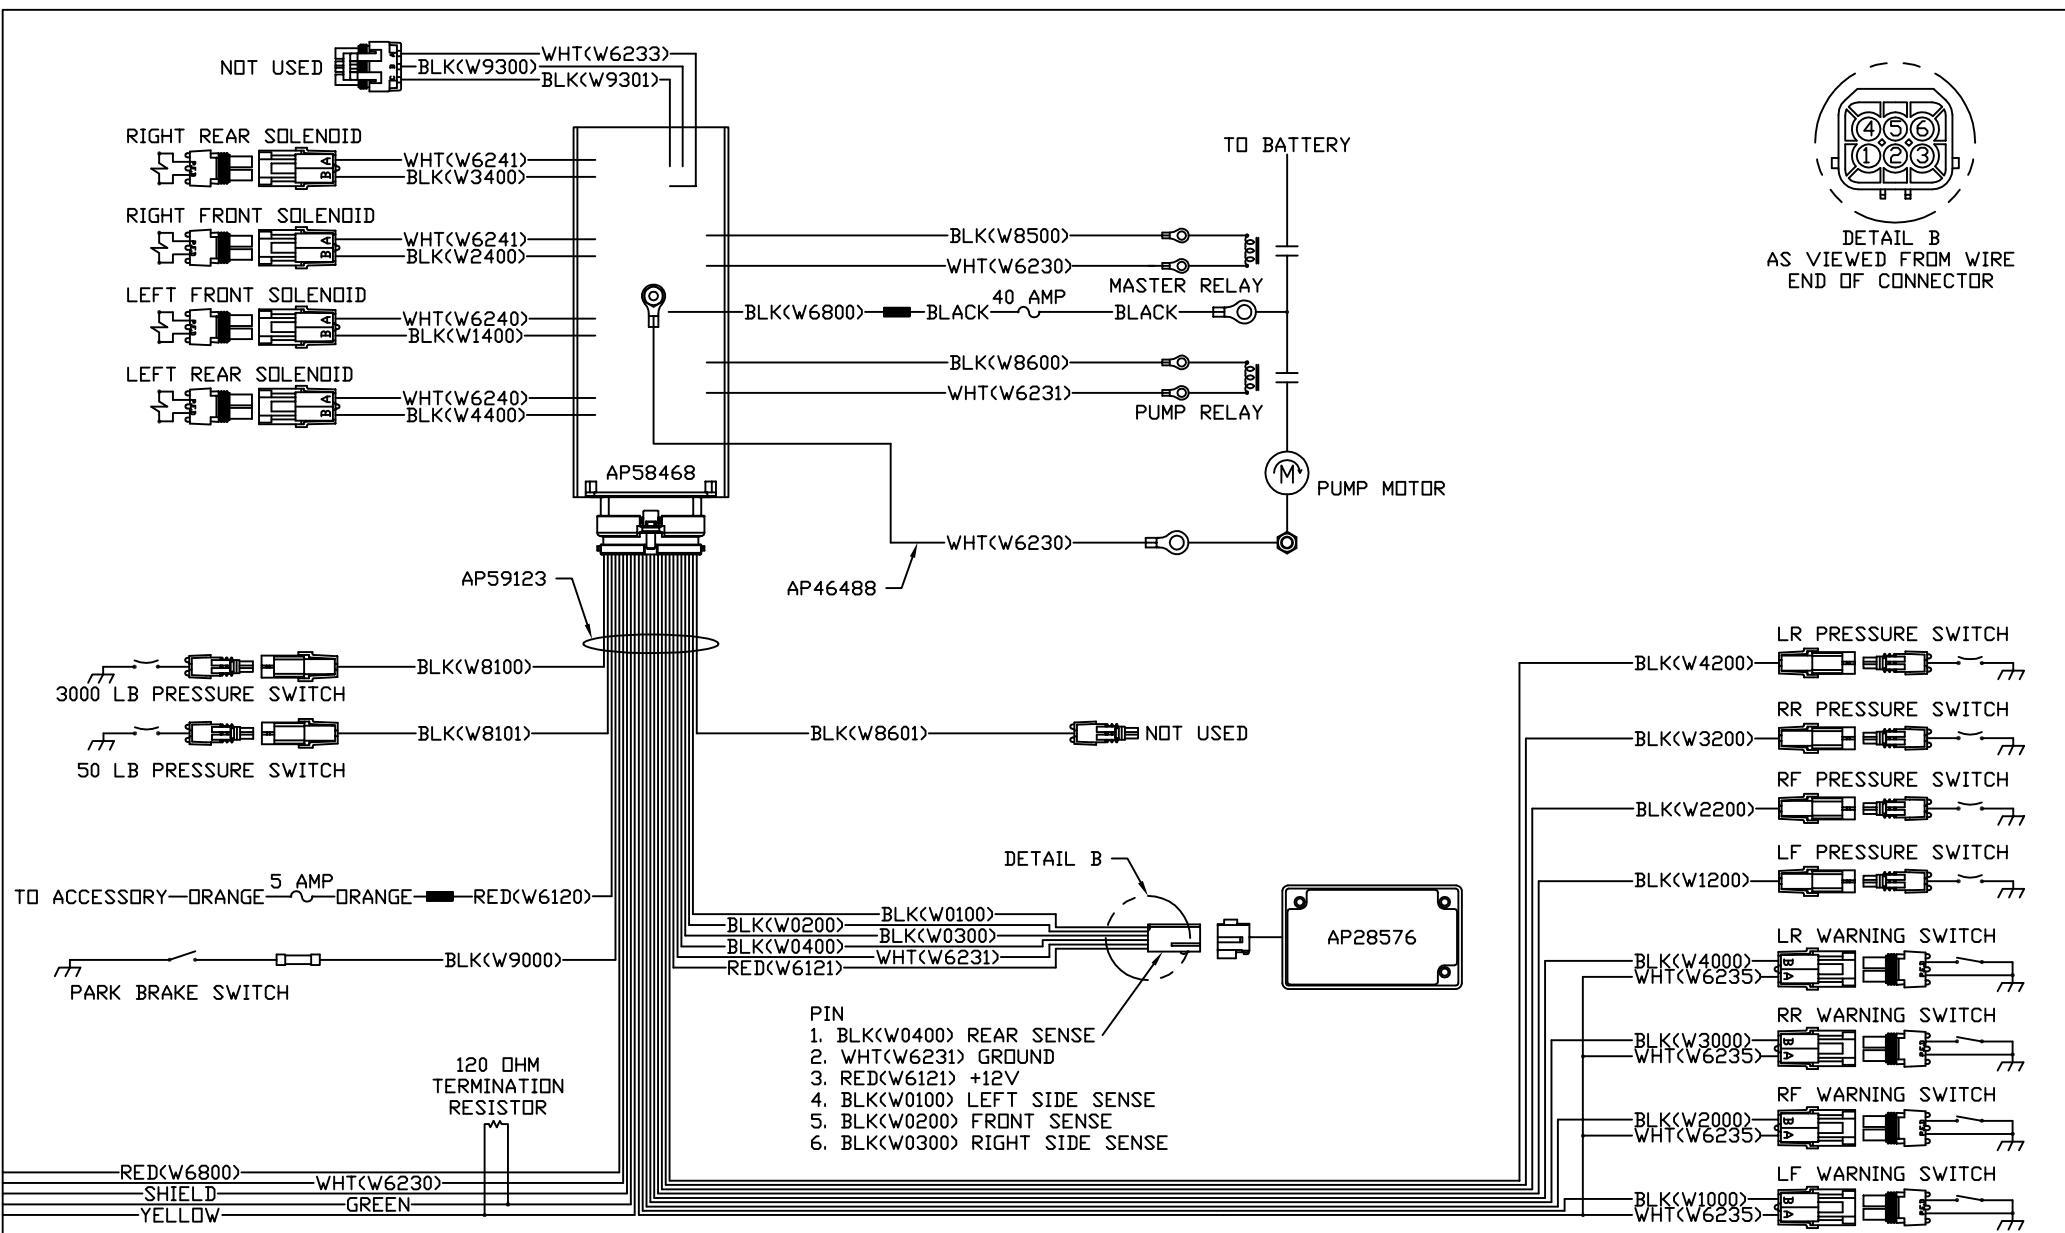 WHT(W6233)
NOT USED
BLK(W9300)
BLK(W9301)
RIGHT REAR SOLENOID
A
B
WHT(W6241)
BLK(W3400)
RIGHT FRONT SOLENOID
A
B
WHT(W6241)
BLK(W2400)
LEFT FRONT SOLENOID
A
B
WHT(W6240)
BLK(W1400)
LEFT REAR SOLENOID
A
B
WHT(W6240)
BLK(W4400)
AP58468
TO BATTERY
BLK(W8500)
WHT(W6230)
MASTER RELAY
BLK(W6800)
BLACK
40 AMP
BLACK
BLK(W8600)
WHT(W6231)
PUMP RELAY
M
PUMP MOTOR
WHT(W6230)
AP46488
4 5 6
1 2 3
DETAIL B
AS VIEWED FROM WIRE
END OF CONNECTOR
AP59123
BLK(W8100)
3000 LB PRESSURE SWITCH
BLK(W8101)
50 LB PRESSURE SWITCH
BLK(W8601)
NOT USED
TO ACCESSORY
ORANGE
5 AMP
ORANGE
RED(W6120)
BLK(W9000)
PARK BRAKE SWITCH
DETAIL B
BLK(W0100)
BLK(W0200)
BLK(W0300)
BLK(W0400)
WHT(W6231)
RED(W6121)
AP28576
PIN
1. BLK(W0400) REAR SENSE
2. WHT(W6231) GROUND
3. RED(W6121) +12V
4. BLK(W0100) LEFT SIDE SENSE
5. BLK(W0200) FRONT SENSE
6. BLK(W0300) RIGHT SIDE SENSE
120 OHM
TERMINATION
RESISTOR
RED(W6800)
WHT(W6230)
SHIELD
GREEN
YELLOW
LR PRESSURE SWITCH
BLK(W4200)
RR PRESSURE SWITCH
BLK(W3200)
RF PRESSURE SWITCH
BLK(W2200)
LF PRESSURE SWITCH
BLK(W1200)
LR WARNING SWITCH
BLK(W4000)
WHT(W6235)
B
A
RR WARNING SWITCH
BLK(W3000)
WHT(W6235)
B
A
RF WARNING SWITCH
BLK(W2000)
WHT(W6235)
B
A
LF WARNING SWITCH
BLK(W1000)
WHT(W6235)
B
A